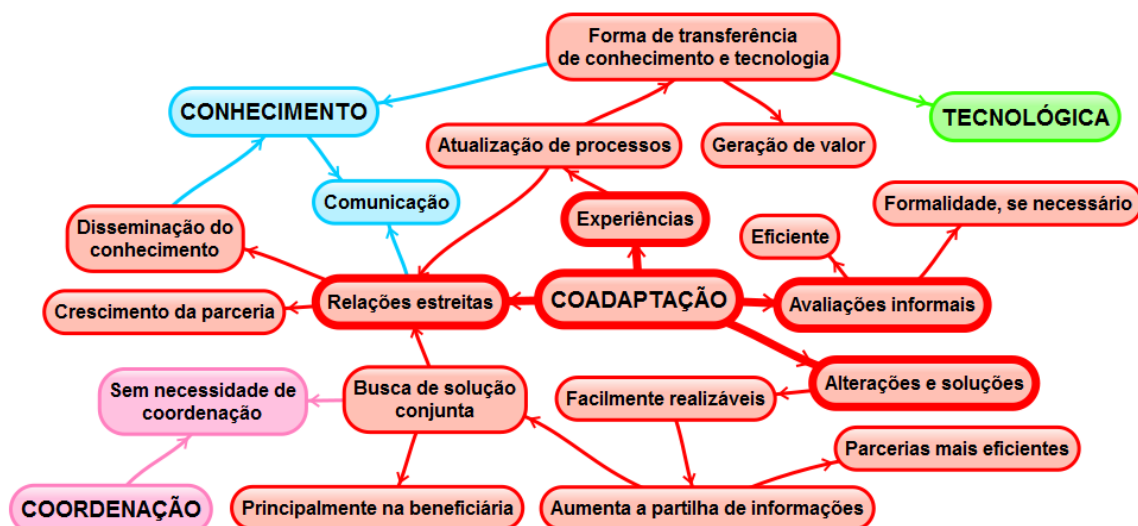 Forma de transferência
de conhecimento e tecnologia
CONHECIMENTO
TECNOLÓGICA
Atualização de processos
Geração de valor
Comunicação
Experiências
Formalidade, se necessário
Disseminação do
conhecimento
Eficiente
Relações estreitas
COADAPTAÇÃO
Avaliações informais
Crescimento da parceria
Sem necessidade de
coordenação
Busca de solução
conjunta
Facilmente realizáveis
Alterações e soluções
Parcerias mais eficientes
COORDENAÇÃO
Principalmente na beneficiária
Aumenta a partilha de informações